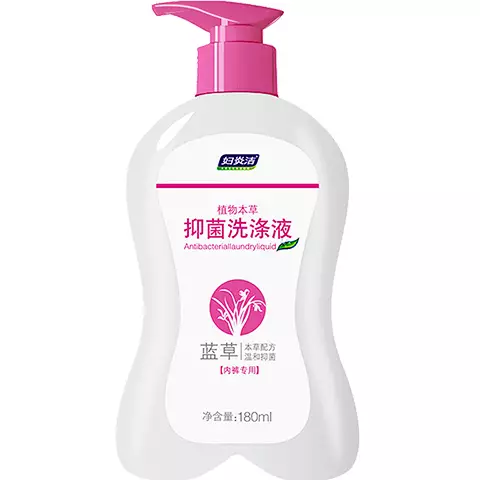 妇炎洁
植物本草
抑菌洗涤液
Antibacteriallaundryliquid
蓝草
本草配方
温和抑菌
【内裤专用】
净含量:180ml